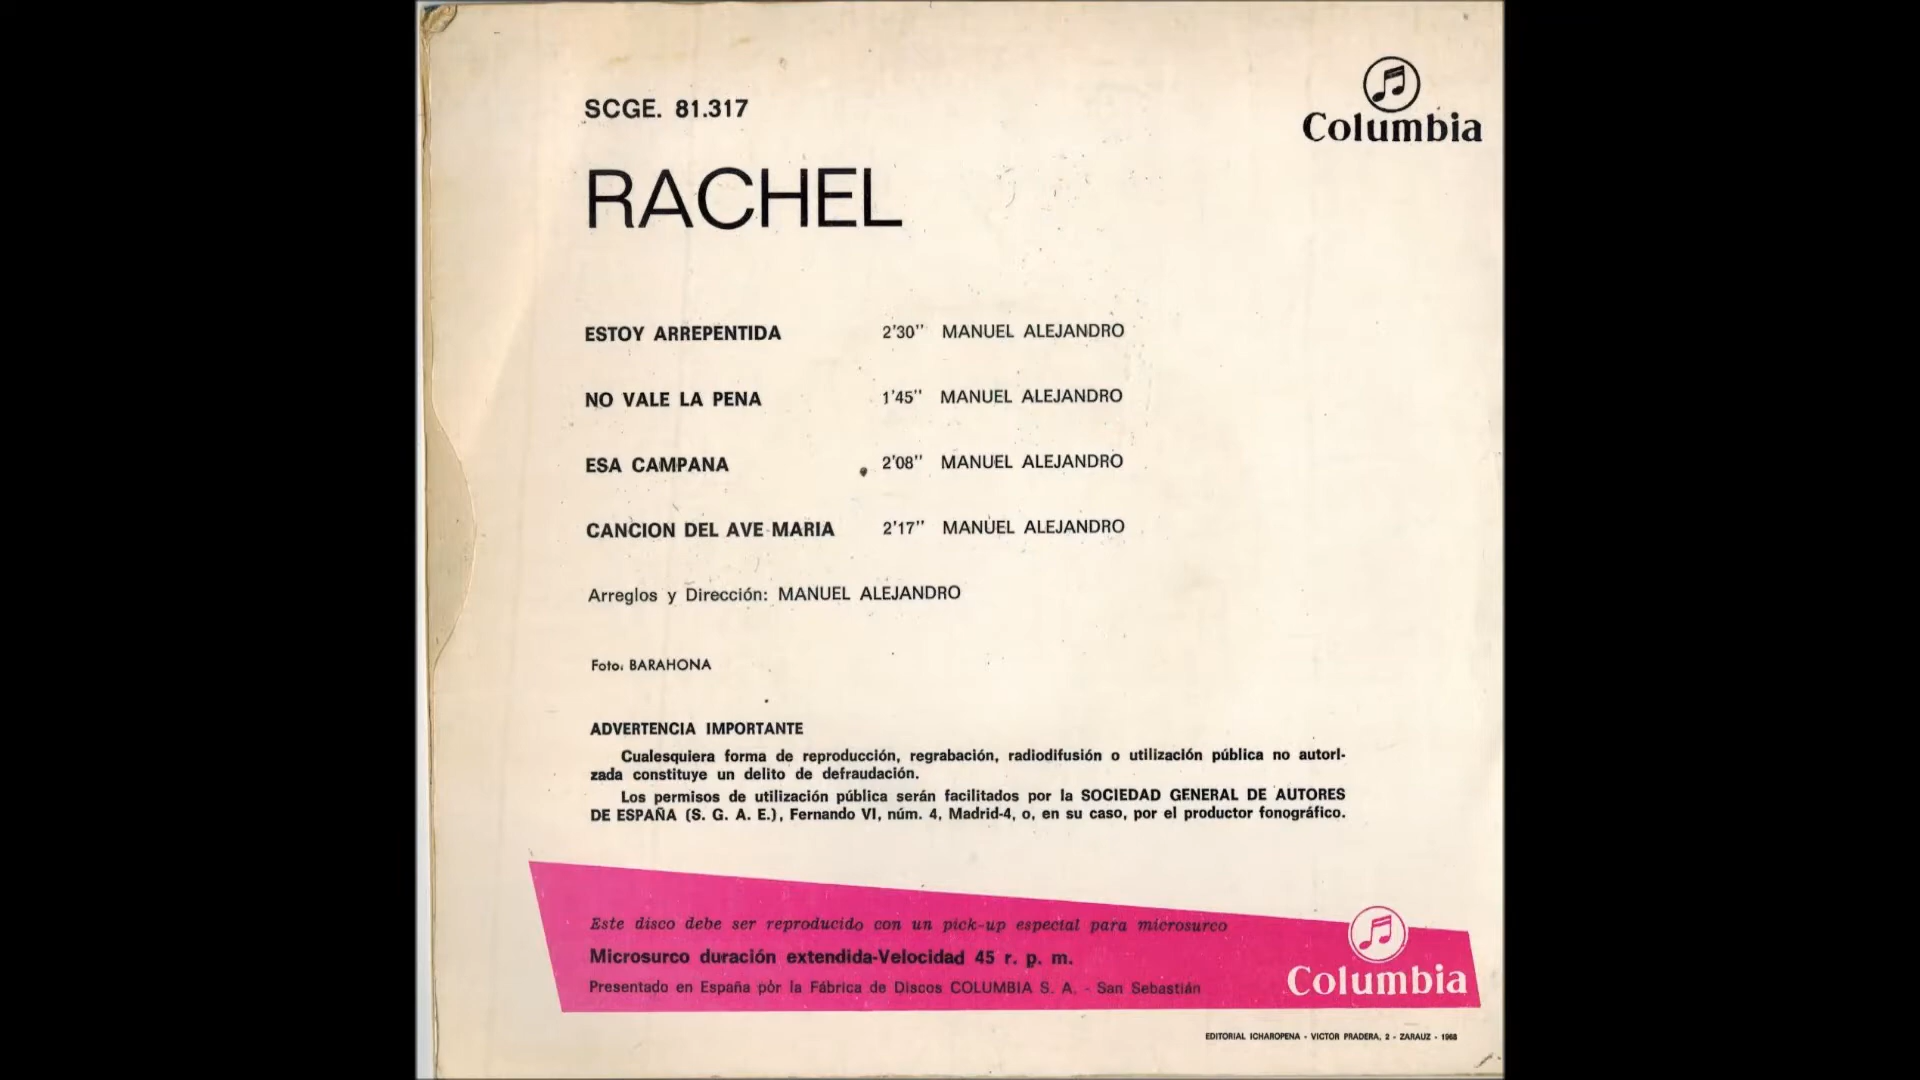 SCGE. 81.317
Columbia
RACHEL
ESTOY ARREPENTIDA 2'30" MANUEL ALEJANDRO
NO VALE LA PENA 1'45" MANUEL ALEJANDRO
ESA CAMPANA 2'08" MANUEL ALEJANDRO
CANCION DEL AVE MARIA 2'17" MANUEL ALEJANDRO
Arreglos y Dirección: MANUEL ALEJANDRO
Foto: BARAHONA
ADVERTENCIA IMPORTANTE
Cualesquiera forma de reproducción, regrabación, radiodifusión o utilización pública no autori-
zada constituye un delito de defraudación.
Los permisos de utilización pública serán facilitados por la SOCIEDAD GENERAL DE AUTORES
DE ESPAÑA (S. G. A. E.), Fernando VI, núm. 4, Madrid-4, o, en su caso, por el productor fonográfico.
Este disco debe ser reproducido con un pick-up especial para microsurco
Microsurco duración extendida-Velocidad 45 r. p. m.
Presentado en España por la Fábrica de Discos COLUMBIA S. A. - San Sebastián
Columbia
EDITORIAL ICHAROPENA - VICTOR PRADERA, 2 - ZARAUZ - 1968